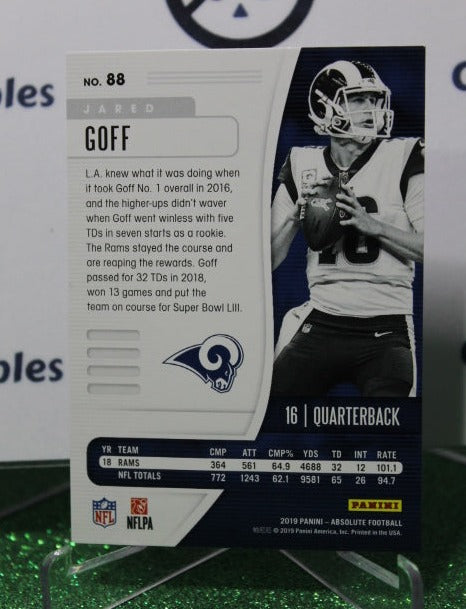 NO. 88
JARED
GOFF
L.A. knew what it was doing when
it took Goff No. 1 overall in 2016,
and the higher-ups didn't waver
when Goff went winless with five
TDs in seven starts as a rookie.
The Rams stayed the course and
are reaping the rewards. Goff
passed for 32 TDs in 2018,
won 13 games and put the
team on course for Super Bowl LIII.
16
16 | QUARTERBACK
YR TEAM CMP ATT CMP% YDS TD INT RATE
18 RAMS 364 561 64.9 4688 32 12 101.1
NFL TOTALS 772 1243 62.1 9581 65 26 94.7
NFL NFLPA
PANINI
2019 PANINI – ABSOLUTE FOOTBALL
© 2019 Panini America, Inc. Printed in the USA.
bles
ples